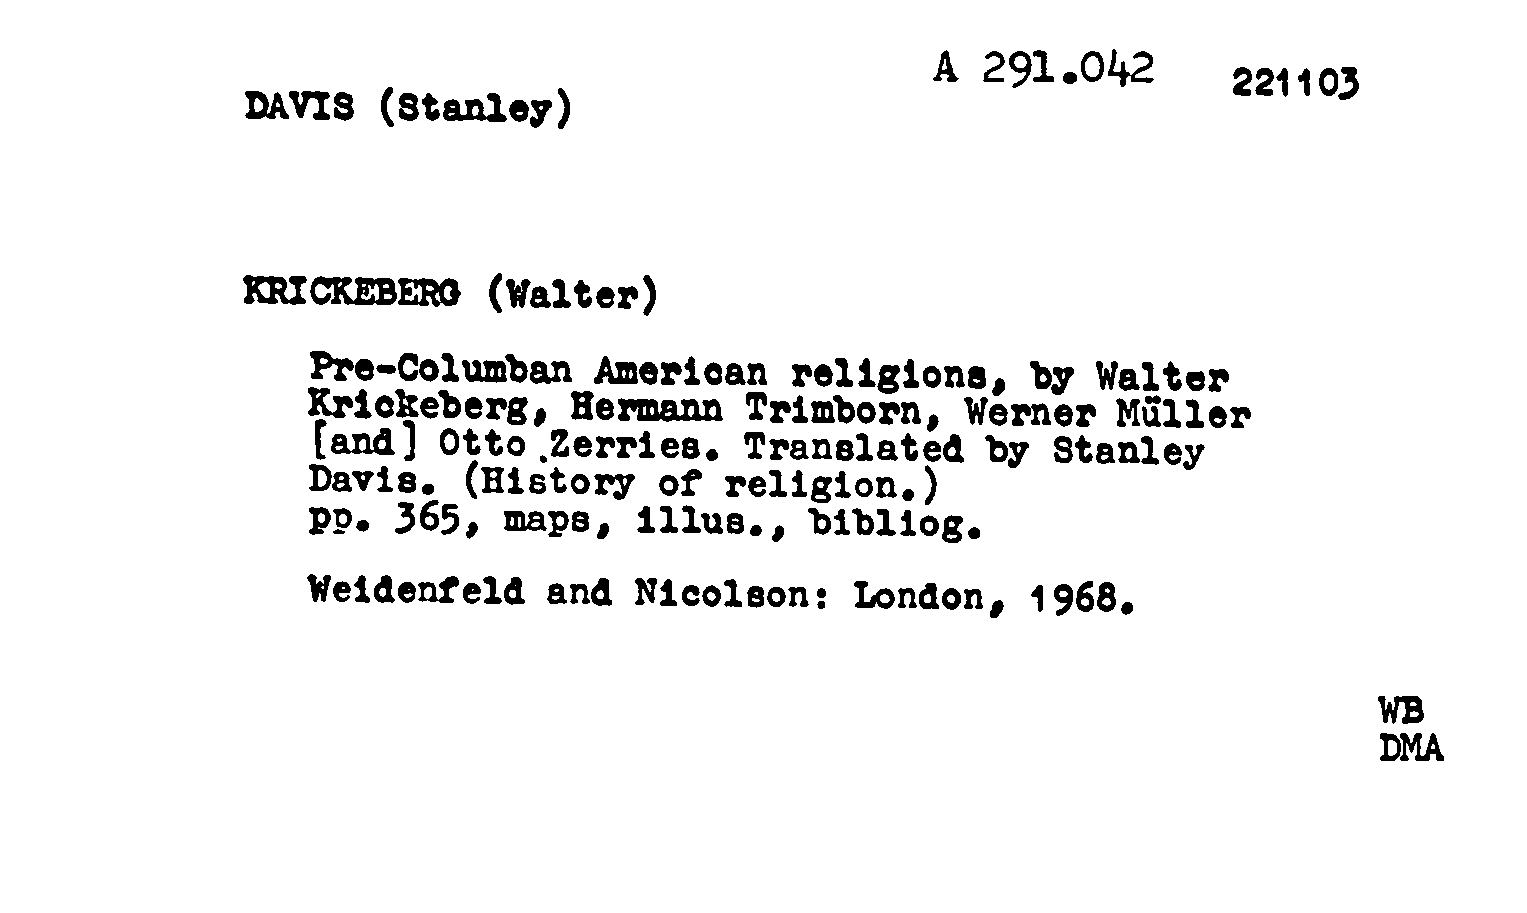 A 291.042 221103
DAVIS (Stanley)
KRICKEBERG (Walter)
Pre-Columban American religions, by Walter
Krickeberg, Hermann Trimborn, Werner Müller
[and] Otto Zerries. Translated by Stanley
Davis. (History of religion.)
pp. 365, maps, illus., bibliog.
Weidenfeld and Nicolson: London, 1968.
WB
DMA